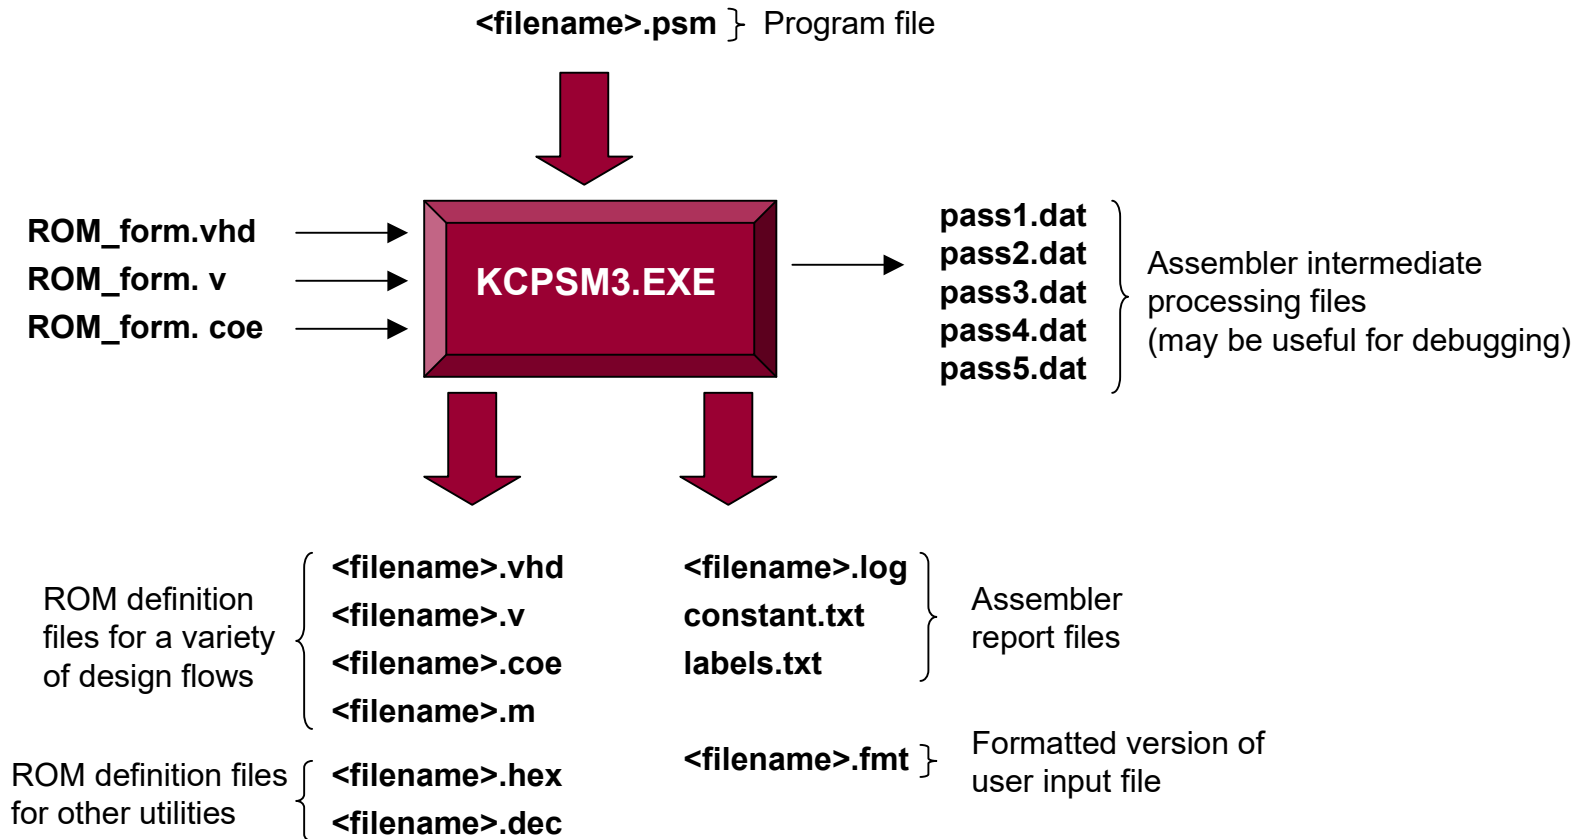 <filename>.psm Program file
ROM_form.vhd
ROM_form. v
ROM_form. coe
KCPSM3.EXE
pass1.dat
pass2.dat
pass3.dat
pass4.dat
pass5.dat
Assembler intermediate
processing files
(may be useful for debugging)
ROM definition
files for a variety
of design flows
<filename>.vhd
<filename>.v
<filename>.coe
<filename>.m
<filename>.log
constant.txt
labels.txt
Assembler
report files
ROM definition files
for other utilities
<filename>.hex
<filename>.dec
<filename>.fmt
Formatted version of
user input file